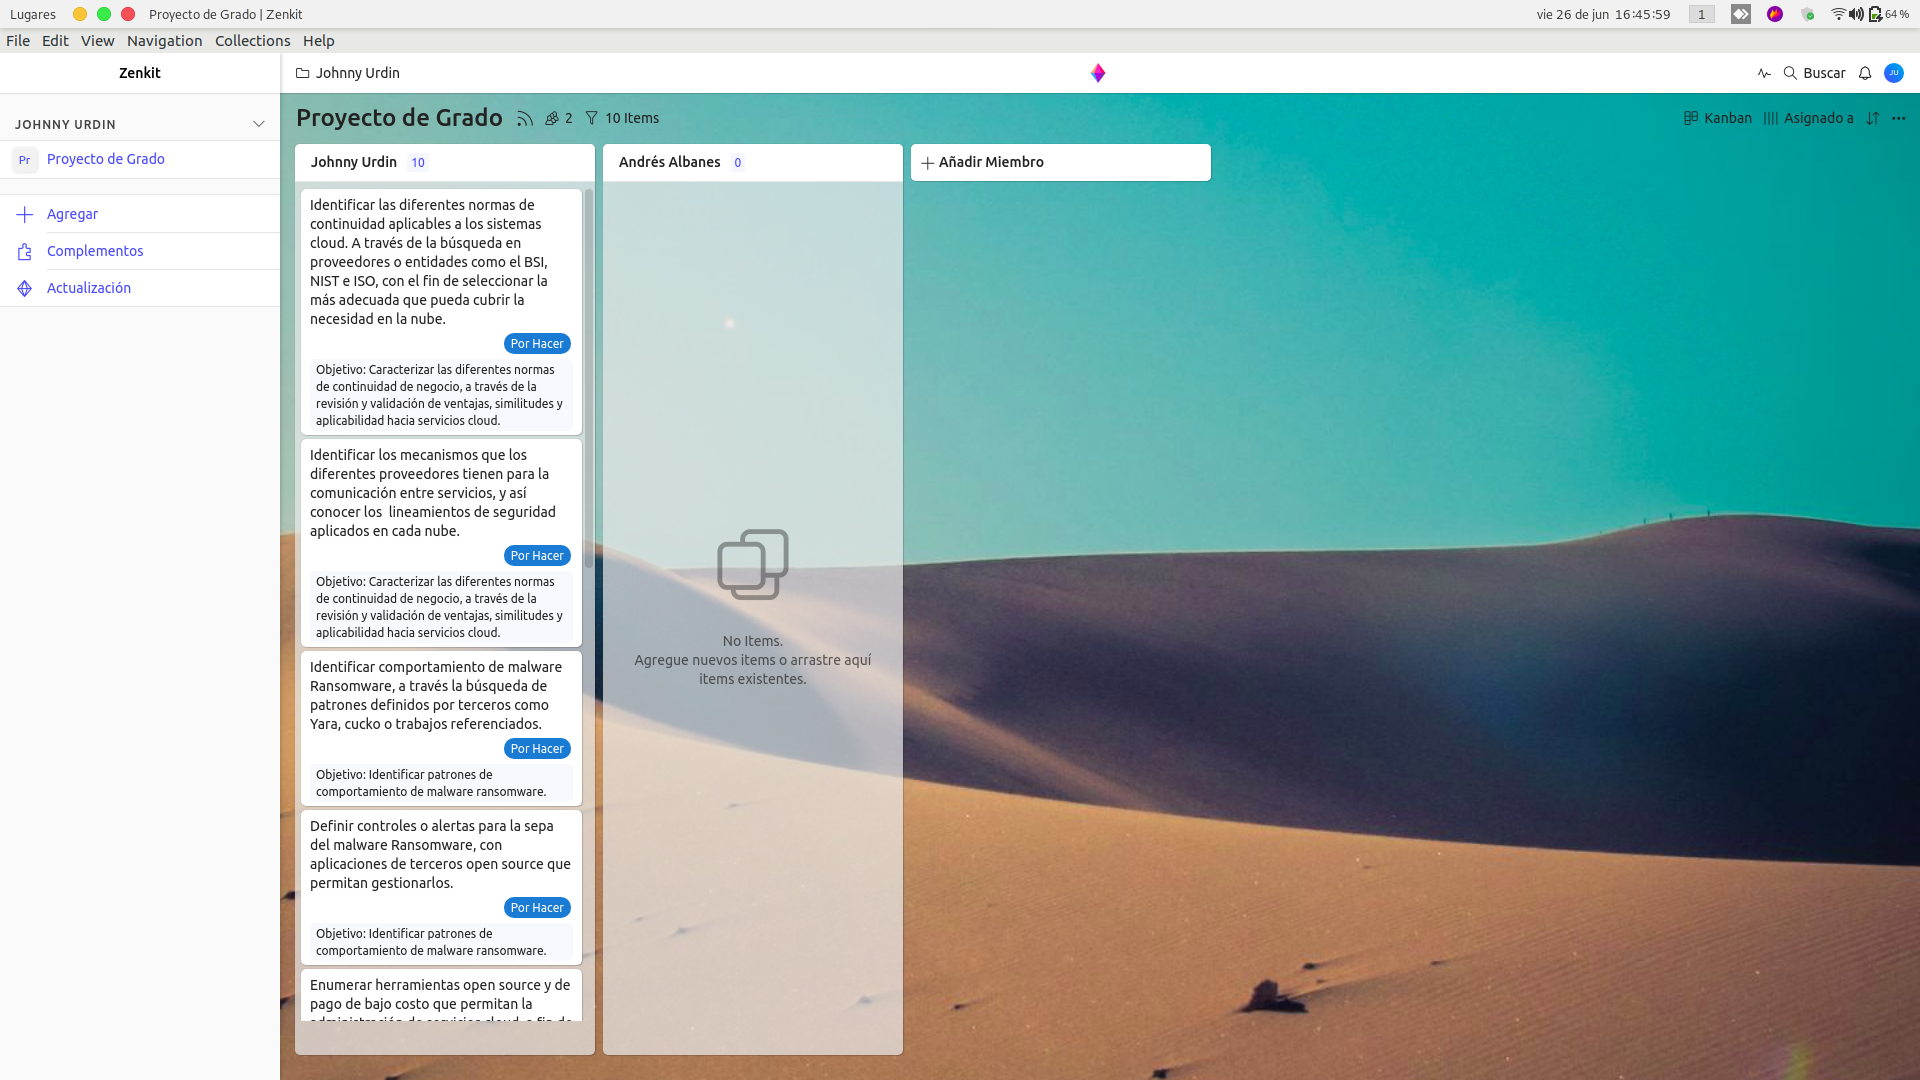 Lugares
Proyecto de Grado | Zenkit
vie 26 de jun 16:45:59
1
64 %
File Edit View Navigation Collections Help
Zenkit
Johnny Urdin
Buscar
JU
JOHNNY URDIN
Pr Proyecto de Grado
Agregar
Complementos
Actualización
Proyecto de Grado
2
10 Items
Kanban
Asignado a
Johnny Urdin 10
Identificar las diferentes normas de
continuidad aplicables a los sistemas
cloud. A través de la búsqueda en
proveedores o entidades como el BSI,
NIST e ISO, con el fin de seleccionar la
más adecuada que pueda cubrir la
necesidad en la nube.
Por Hacer
Objetivo: Caracterizar las diferentes normas
de continuidad de negocio, a través de la
revisión y validación de ventajas, similitudes y
aplicabilidad hacia servicios cloud.
Identificar los mecanismos que los
diferentes proveedores tienen para la
comunicación entre servicios, y así
conocer los  lineamientos de seguridad
aplicados en cada nube.
Por Hacer
Objetivo: Caracterizar las diferentes normas
de continuidad de negocio, a través de la
revisión y validación de ventajas, similitudes y
aplicabilidad hacia servicios cloud.
Identificar comportamiento de malware
Ransomware, a través la búsqueda de
patrones definidos por terceros como
Yara, cucko o trabajos referenciados.
Por Hacer
Objetivo: Identificar patrones de
comportamiento de malware ransomware.
Definir controles o alertas para la sepa
del malware Ransomware, con
aplicaciones de terceros open source que
permitan gestionarlos.
Por Hacer
Objetivo: Identificar patrones de
comportamiento de malware ransomware.
Enumerar herramientas open source y de
pago de bajo costo que permitan la
administración de servicios cloud, a fin de
Andrés Albanes 0
No Items.
Agregue nuevos items o arrastre aquí
items existentes.
Añadir Miembro